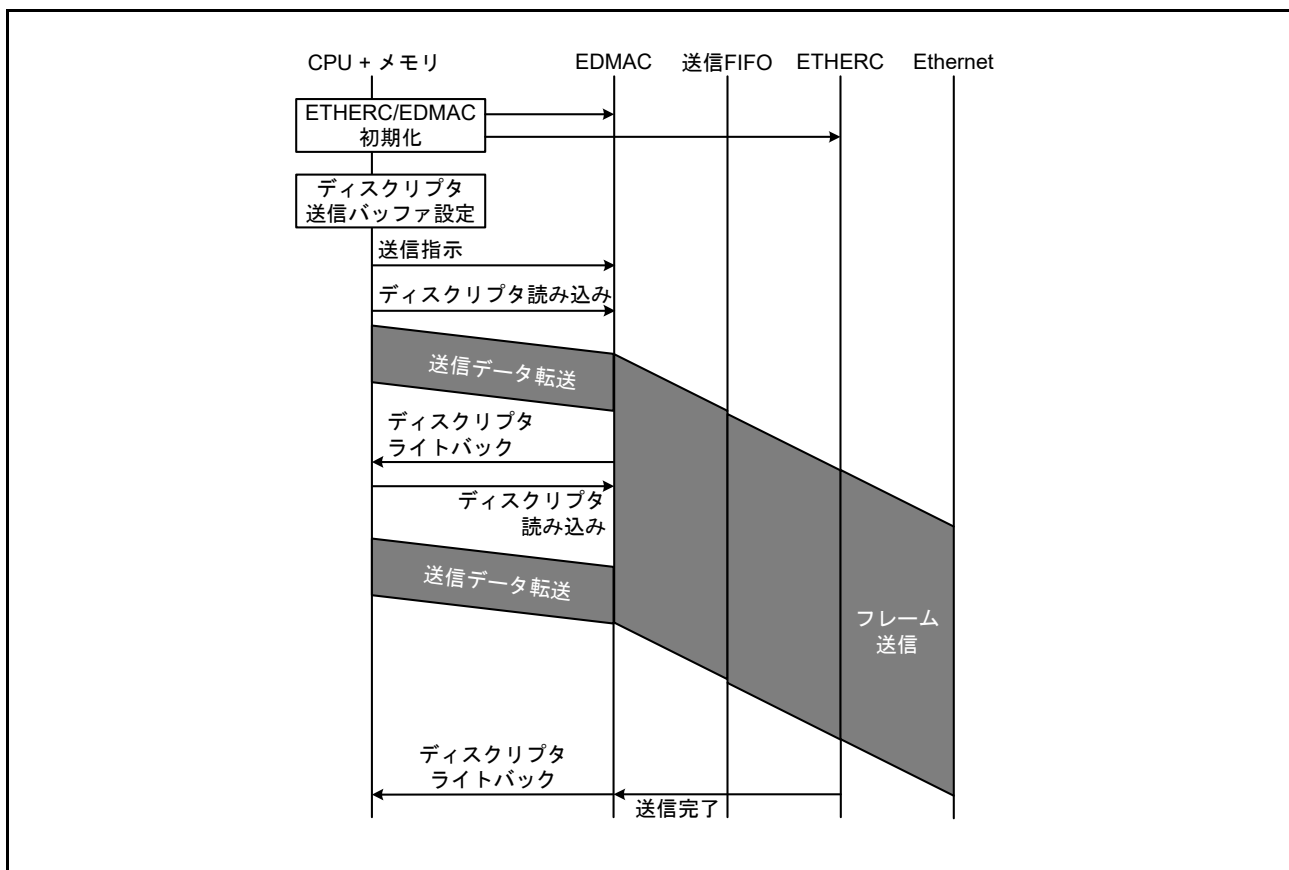 CPU + メモリ
EDMAC
送信FIFO
ETHERC
Ethernet
ETHERC/EDMAC
初期化
ディスクリプタ
送信バッファ設定
送信指示
ディスクリプタ読み込み
送信データ転送
ディスクリプタ
ライトバック
ディスクリプタ
読み込み
送信データ転送
フレーム
送信
ディスクリプタ
ライトバック
送信完了